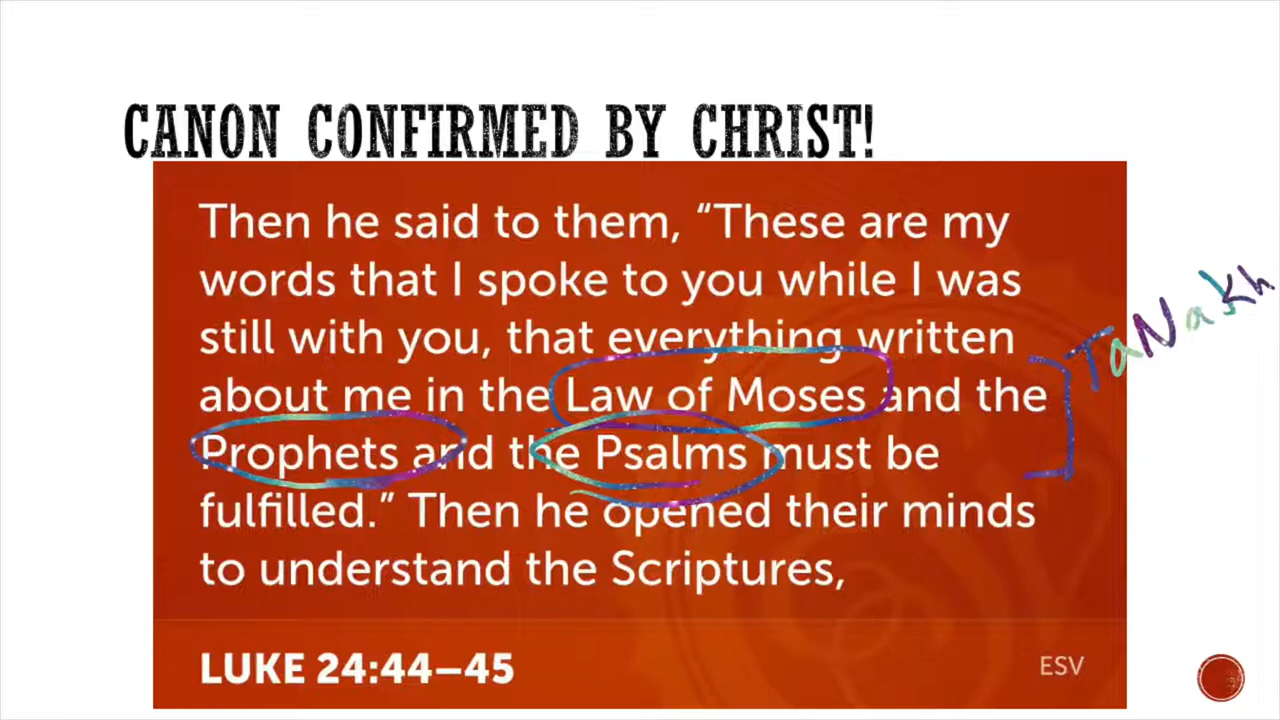 CANON CONFIRMED BY CHRIST!
Then he said to them, “These are my
words that I spoke to you while I was
still with you, that everything written
about me in the Law of Moses and the
Prophets and the Psalms must be
fulfilled.” Then he opened their minds
to understand the Scriptures,
LUKE 24:44–45
ESV
TaNaKh